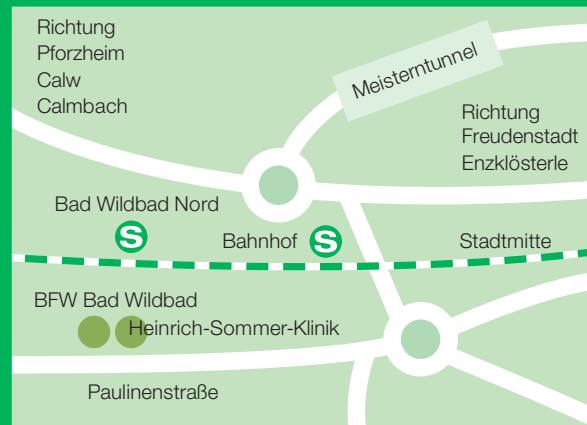 Richtung
Pforzheim
Calw
Calmbach
Meisterntunnel
Richtung
Freudenstadt
Enzklösterle
Bad Wildbad Nord
S
Bahnhof S
Stadtmitte
BFW Bad Wildbad
Heinrich-Sommer-Klinik
Paulinenstraße